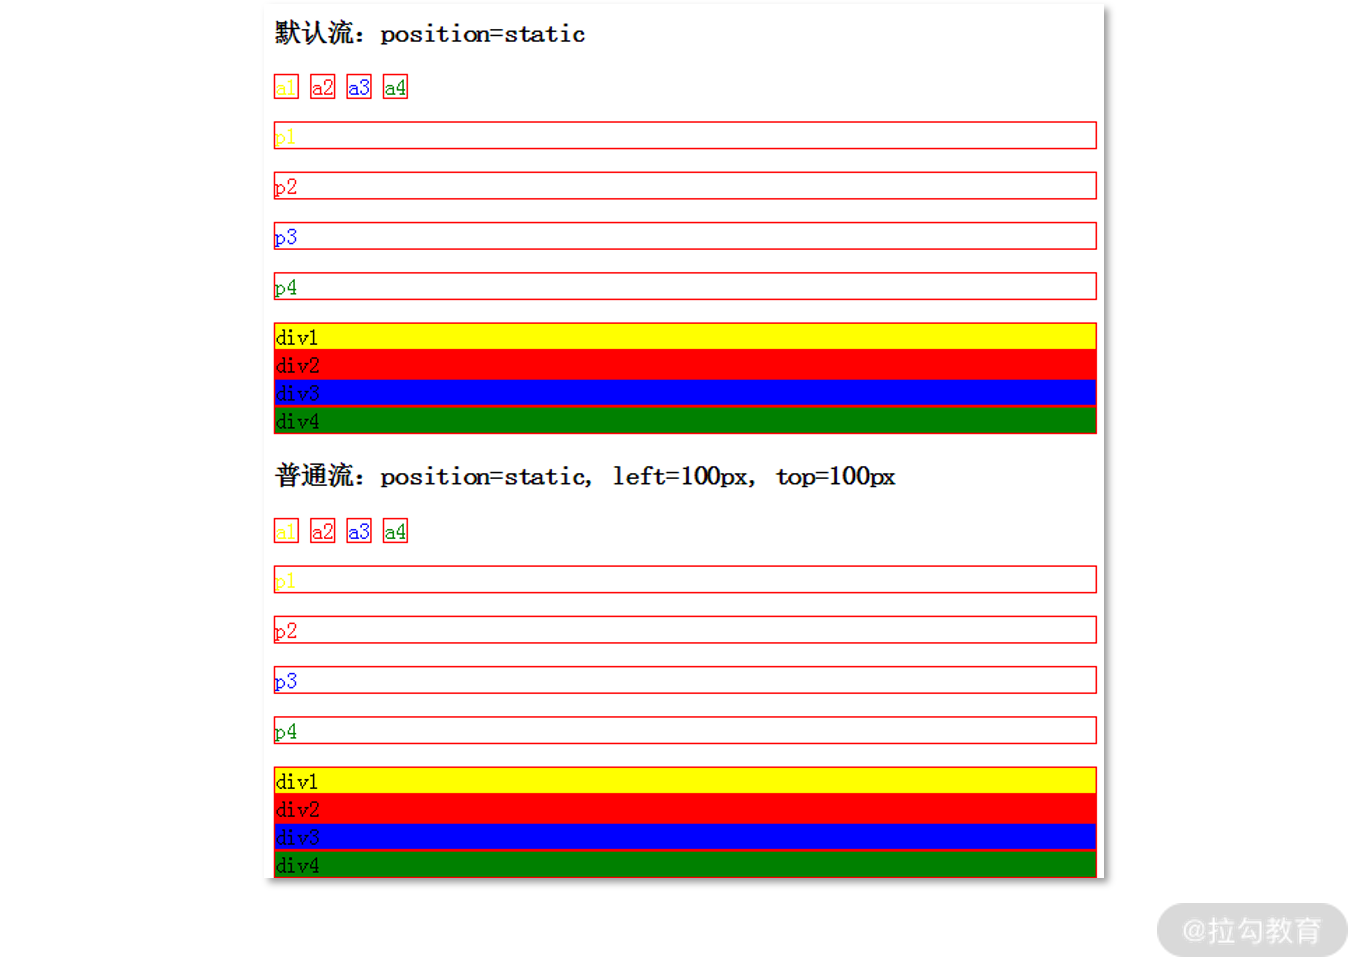 默认流：position=static
a1 a2 a3 a4
p1
p2
p3
p4
div1
div2
div3
div4
普通流：position=static, left=100px, top=100px
a1 a2 a3 a4
p1
p2
p3
p4
div1
div2
div3
div4
@拉勾教育